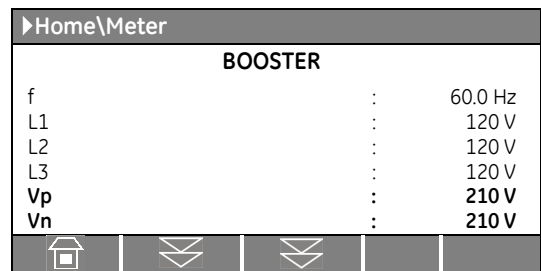 ▶Home\Meter
BOOSTER
f : 60.0 Hz
L1 : 120 V
L2 : 120 V
L3 : 120 V
Vp : 210 V
Vn : 210 V